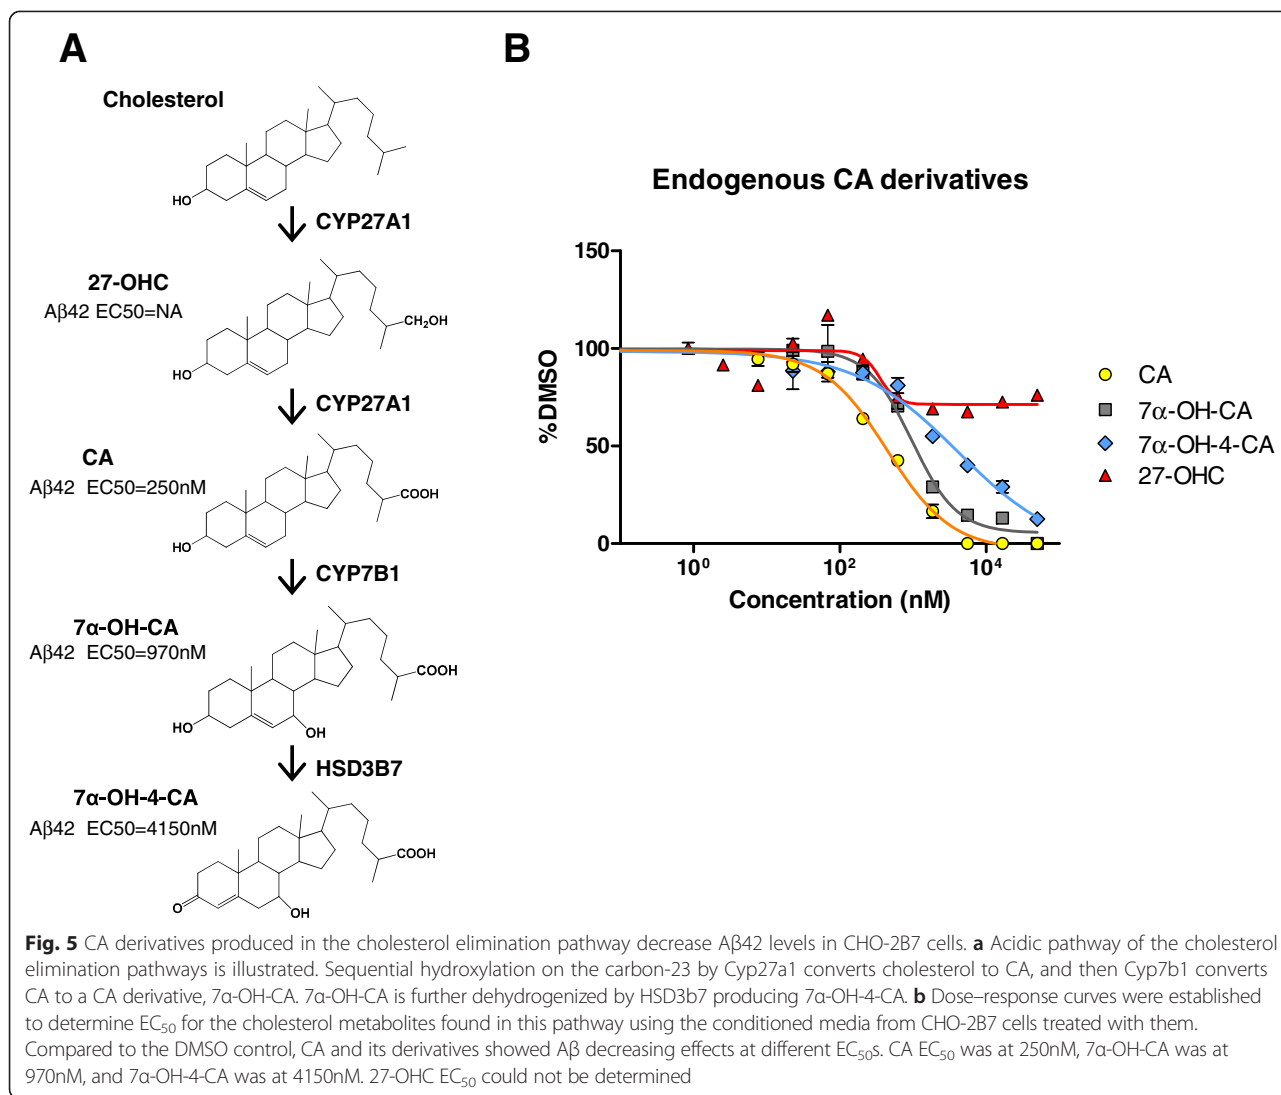 A
Cholesterol
HO
CYP27A1
27-OHC
Aβ42 EC50=NA
CH₂OH
HO
CYP27A1
CA
Aβ42 EC50=250nM
COOH
HO
CYP7B1
7α-OH-CA
Aβ42 EC50=970nM
COOH
HO
OH
HSD3B7
7α-OH-4-CA
Aβ42 EC50=4150nM
COOH
O
OH
B
Endogenous CA derivatives
150
100
50
0
%DMSO
10⁰ 10² 10⁴
Concentration (nM)
CA
7α-OH-CA
7α-OH-4-CA
27-OHC
Fig. 5 CA derivatives produced in the cholesterol elimination pathway decrease Aβ42 levels in CHO-2B7 cells. a Acidic pathway of the cholesterol
elimination pathways is illustrated. Sequential hydroxylation on the carbon-23 by Cyp27a1 converts cholesterol to CA, and then Cyp7b1 converts
CA to a CA derivative, 7α-OH-CA. 7α-OH-CA is further dehydrogenized by HSD3b7 producing 7α-OH-4-CA. b Dose–response curves were established
to determine EC₅₀ for the cholesterol metabolites found in this pathway using the conditioned media from CHO-2B7 cells treated with them.
Compared to the DMSO control, CA and its derivatives showed Aβ decreasing effects at different EC₅₀s. CA EC₅₀ was at 250nM, 7α-OH-CA was at
970nM, and 7α-OH-4-CA was at 4150nM. 27-OHC EC₅₀ could not be determined